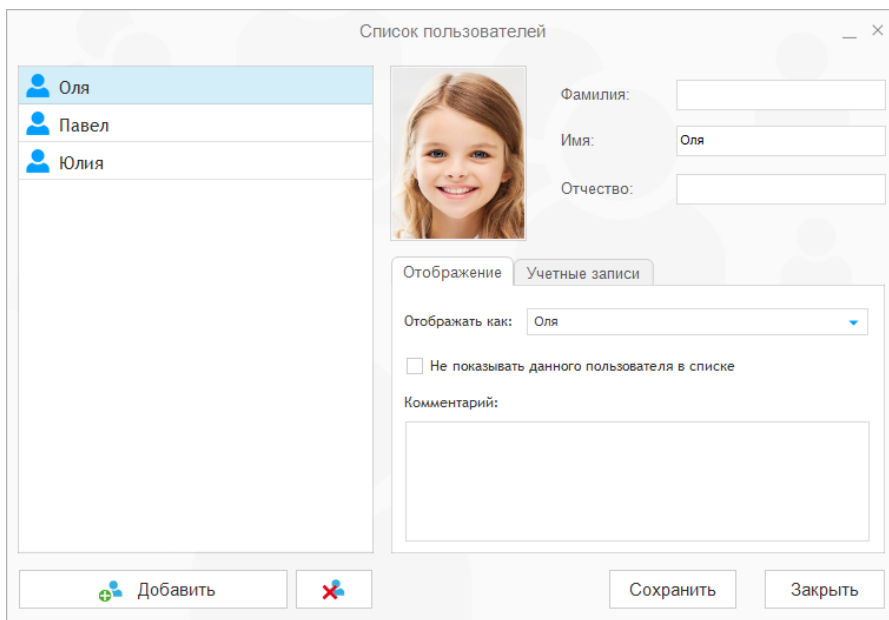 Список пользователей
Оля
Павел
Юлия
Фамилия:
Имя: Оля
Отчество:
Отображение Учетные записи
Отображать как: Оля
Не показывать данного пользователя в списке
Комментарий:
Добавить
Сохранить Закрыть